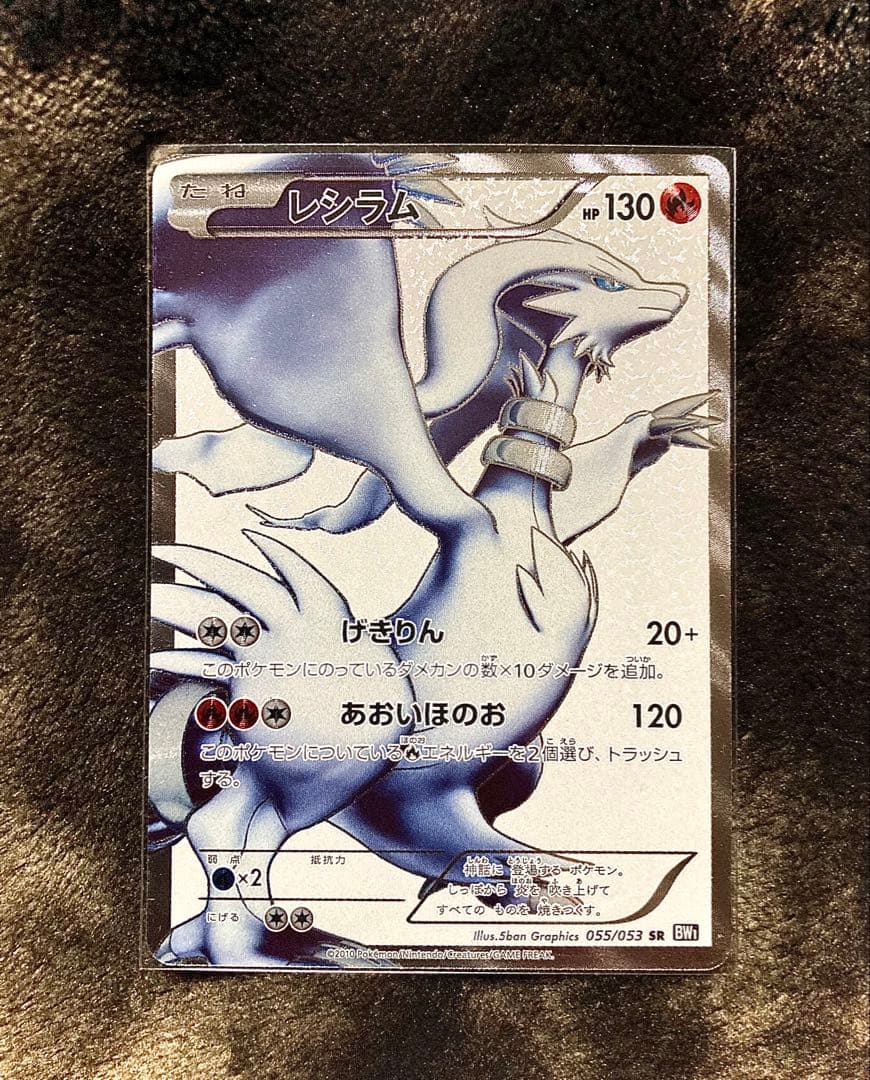 たね レシラム HP 130
げきりん 20+
このポケモンにのっているダメカンの数×10ダメージを追加。
あおいほのお 120
このポケモンについているエネルギーを2個選び、トラッシュ
する。
弱点 抵抗力
×2
にげる
神話に 登場する ポケモン。
しっぽから 炎を 吹き上げて
すべての ものを 焼きつくす。
Illus.5ban Graphics 055/053 SR BW1
©2010 Pokémon/Nintendo/Creatures/GAME FREAK.